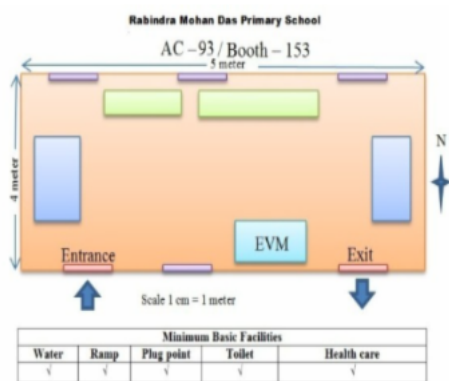 Rabindra Mohan Das Primary School
AC – 93 / Booth – 153
5 meter
4 meter
N
EVM
Entrance
Exit
Scale 1 cm = 1 meter
Minimum Basic Facilities
Water Ramp Plug point Toilet Health care
√ √ √ √ √